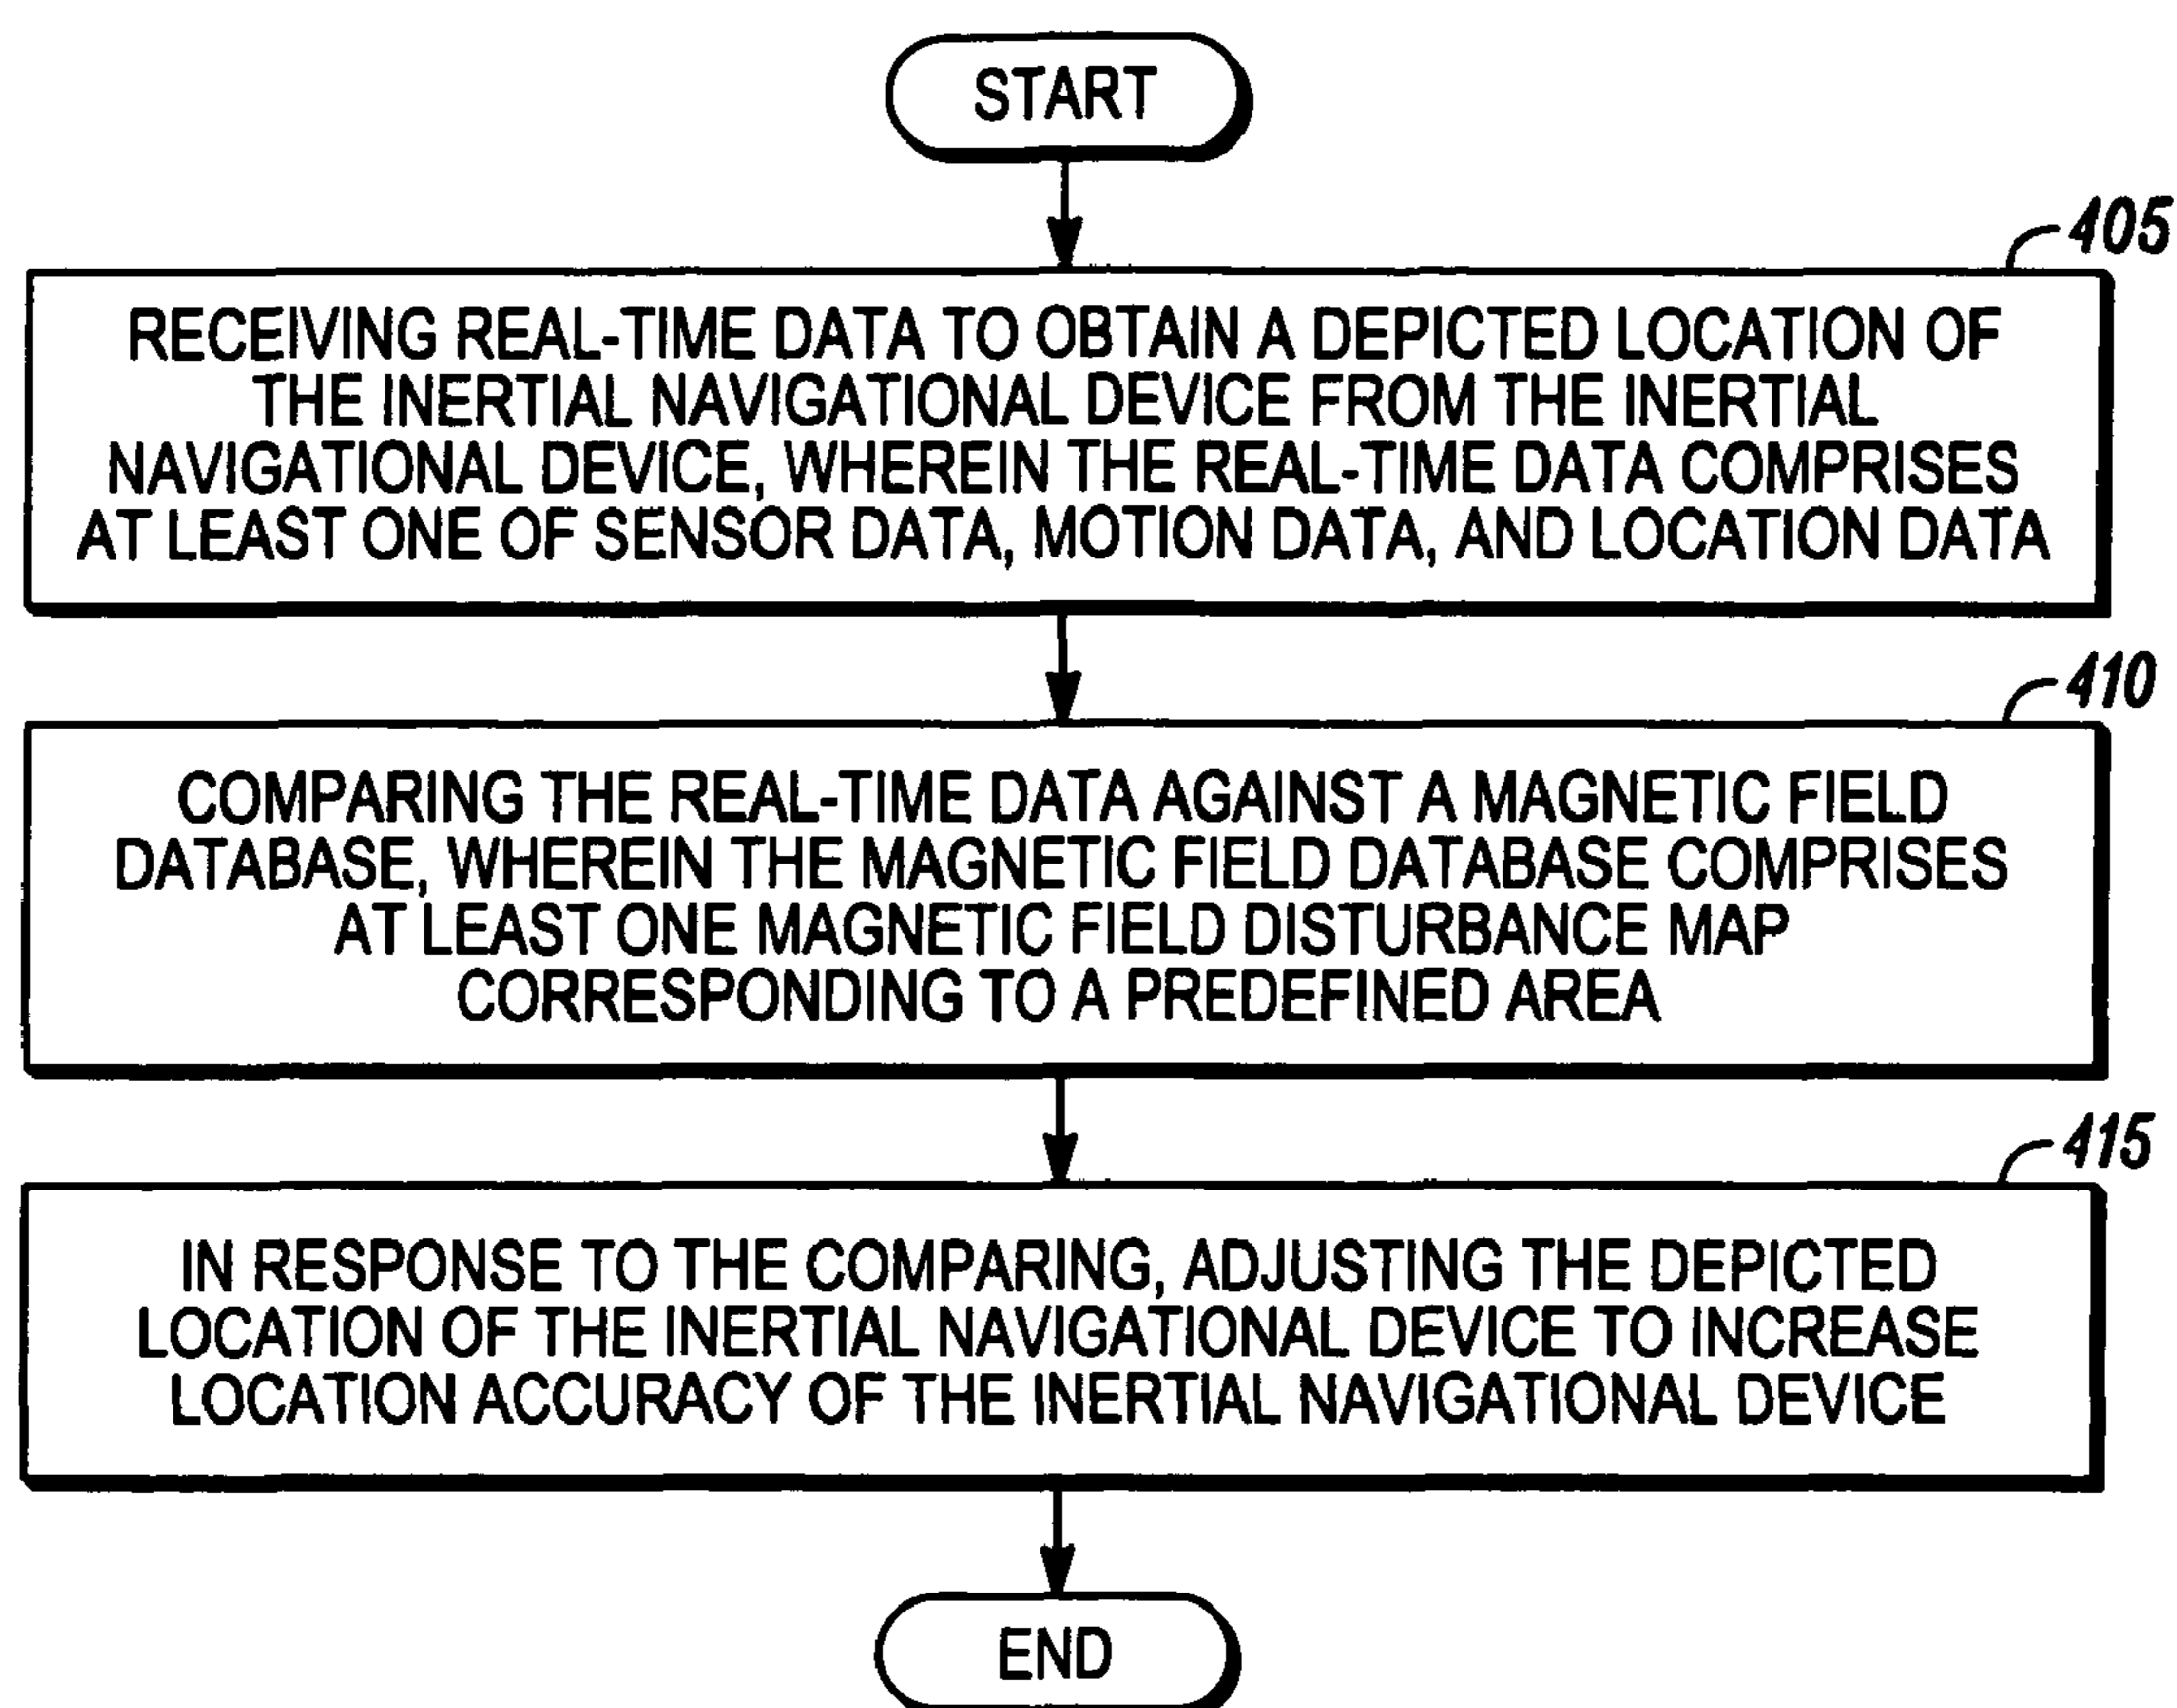 START
405
RECEIVING REAL-TIME DATA TO OBTAIN A DEPICTED LOCATION OF
THE INERTIAL NAVIGATIONAL DEVICE FROM THE INERTIAL
NAVIGATIONAL DEVICE, WHEREIN THE REAL-TIME DATA COMPRISES
AT LEAST ONE OF SENSOR DATA, MOTION DATA, AND LOCATION DATA
410
COMPARING THE REAL-TIME DATA AGAINST A MAGNETIC FIELD
DATABASE, WHEREIN THE MAGNETIC FIELD DATABASE COMPRISES
AT LEAST ONE MAGNETIC FIELD DISTURBANCE MAP
CORRESPONDING TO A PREDEFINED AREA
415
IN RESPONSE TO THE COMPARING, ADJUSTING THE DEPICTED
LOCATION OF THE INERTIAL NAVIGATIONAL DEVICE TO INCREASE
LOCATION ACCURACY OF THE INERTIAL NAVIGATIONAL DEVICE
END